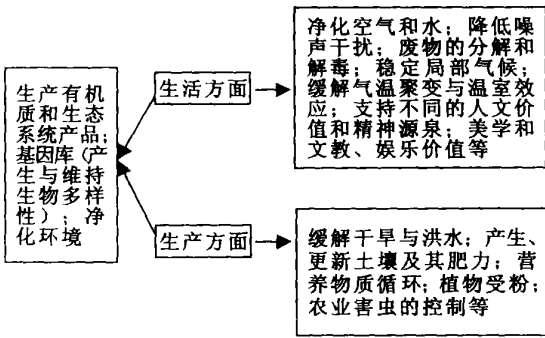 生产有机
质和生态
系统产品；
基因库（产
生与维持
生物多样
性）；净
化环境
生活方面
净化空气和水；降低噪
声干扰；废物的分解和
解毒；稳定局部气候；
缓解气温聚变与温室效
应；支持不同的人文价
值和精神源泉；美学和
文教、娱乐价值等
生产方面
缓解干旱与洪水；产生、
更新土壤及其肥力；营
养物质循环；植物受粉；
农业害虫的控制等